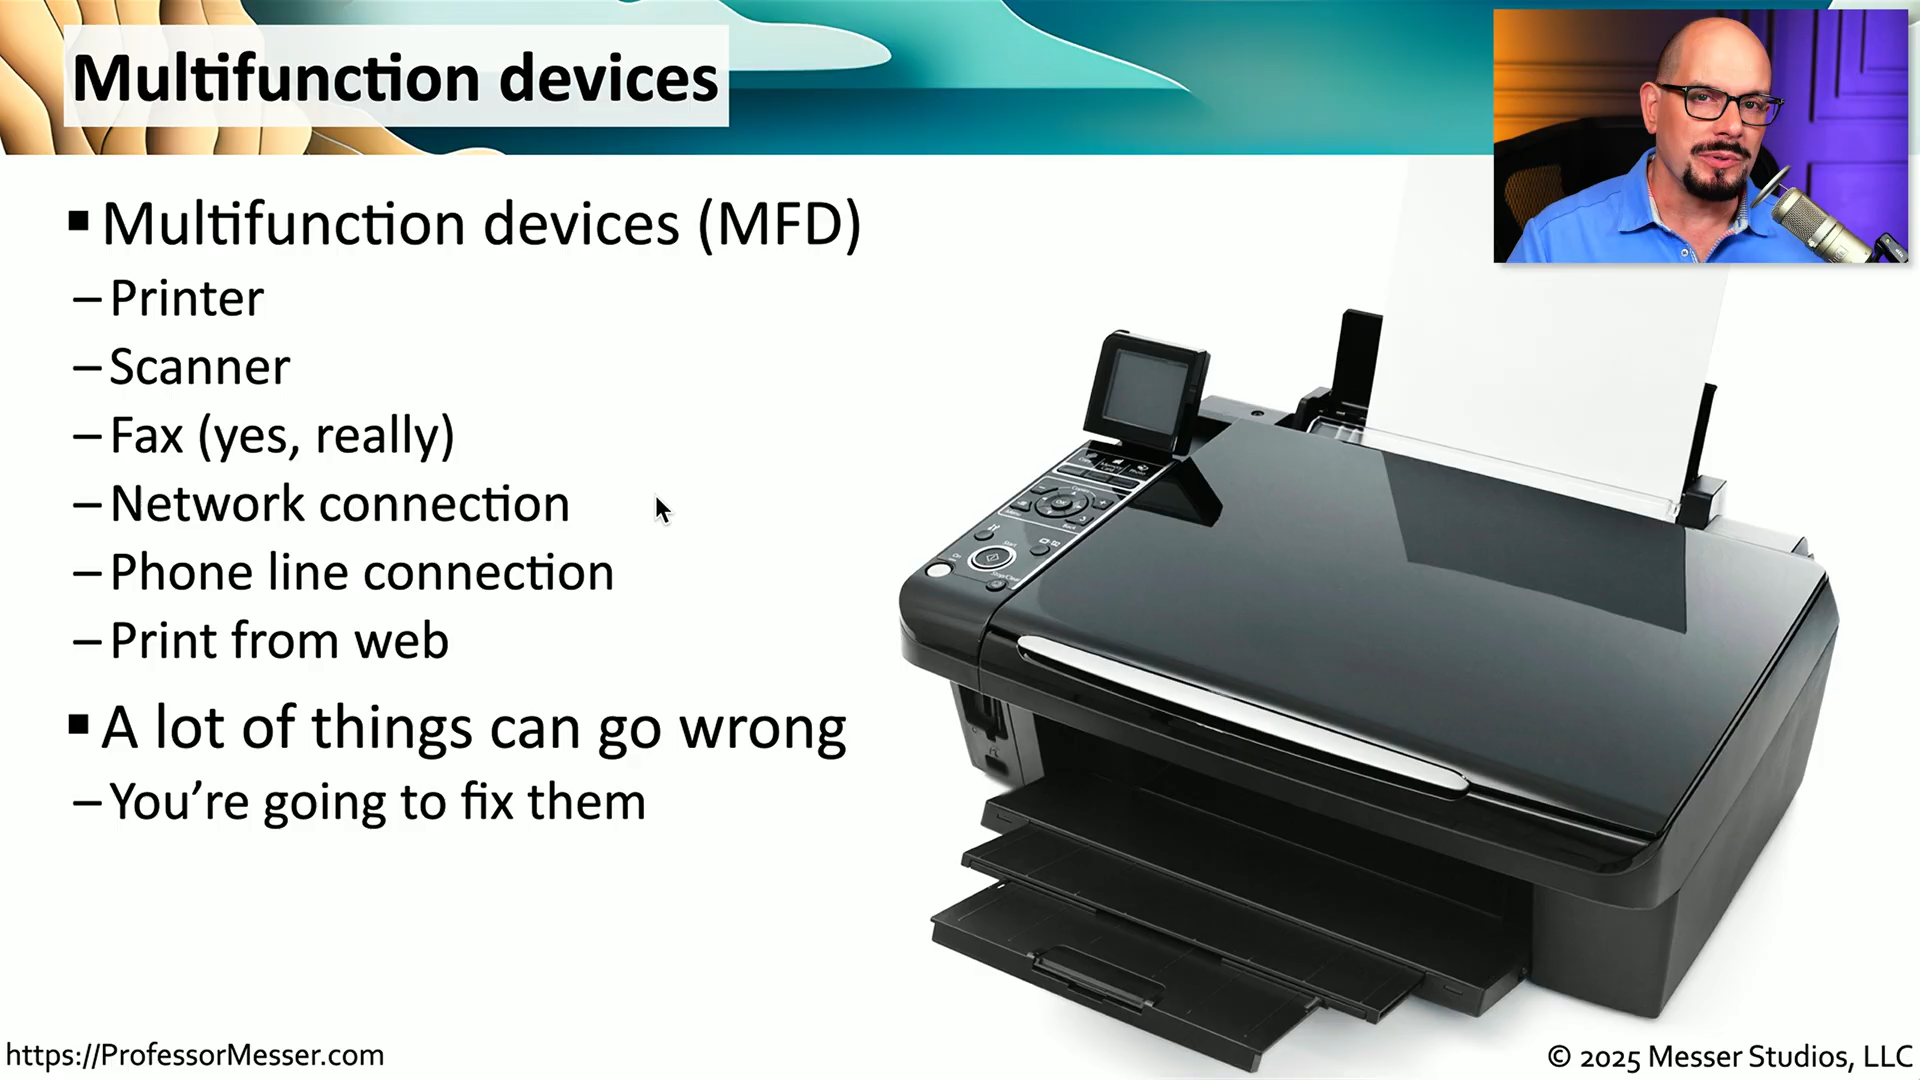 Multifunction devices
▪ Multifunction devices (MFD)
– Printer
– Scanner
– Fax (yes, really)
– Network connection
– Phone line connection
– Print from web
▪ A lot of things can go wrong
– You’re going to fix them
https://ProfessorMesser.com
© 2025 Messer Studios, LLC